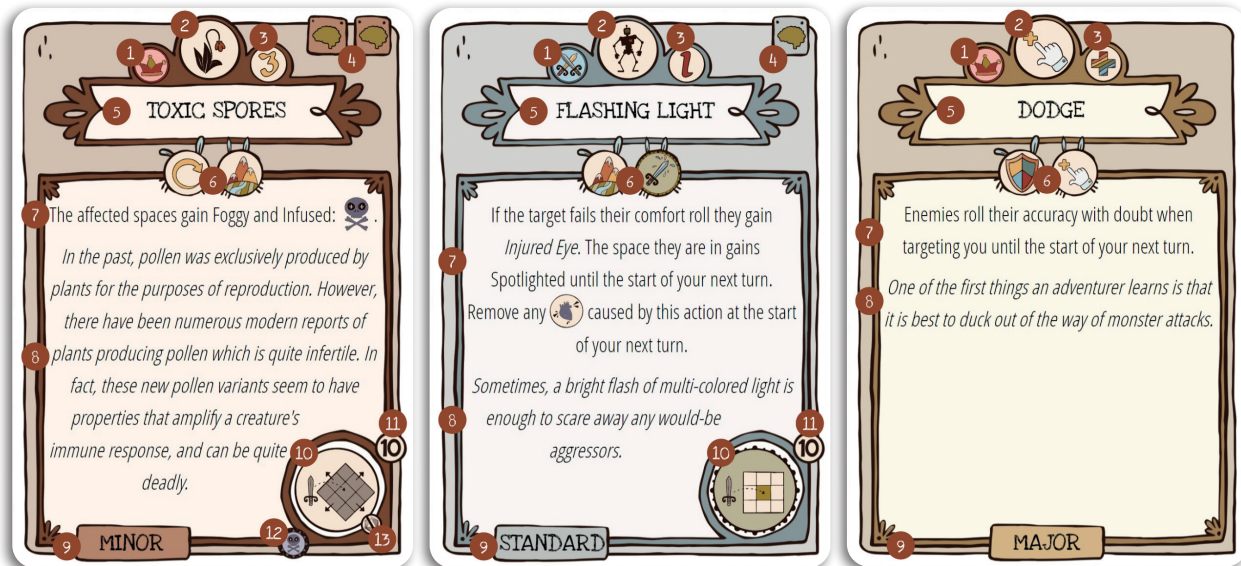 1
2
3
3
4
5 TOXIC SPORES
6
7 The affected spaces gain Foggy and Infused: .
In the past, pollen was exclusively produced by
plants for the purposes of reproduction. However,
there have been numerous modern reports of
8 plants producing pollen which is quite infertile. In
fact, these new pollen variants seem to have
properties that amplify a creature's
immune response, and can be quite
deadly.
10
11
10
12
13
9 MINOR
1
2
3
i
4
5 FLASHING LIGHT
6
If the target fails their comfort roll they gain
Injured Eye. The space they are in gains
7 Spotlighted until the start of your next turn.
Remove any caused by this action at the start
of your next turn.
Sometimes, a bright flash of multi-colored light is
8 enough to scare away any would-be
aggressors.
10
11
10
9 STANDARD
1
2
3
5 DODGE
6
Enemies roll their accuracy with doubt when
7 targeting you until the start of your next turn.
8 One of the first things an adventurer learns is that
it is best to duck out of the way of monster attacks.
9 MAJOR